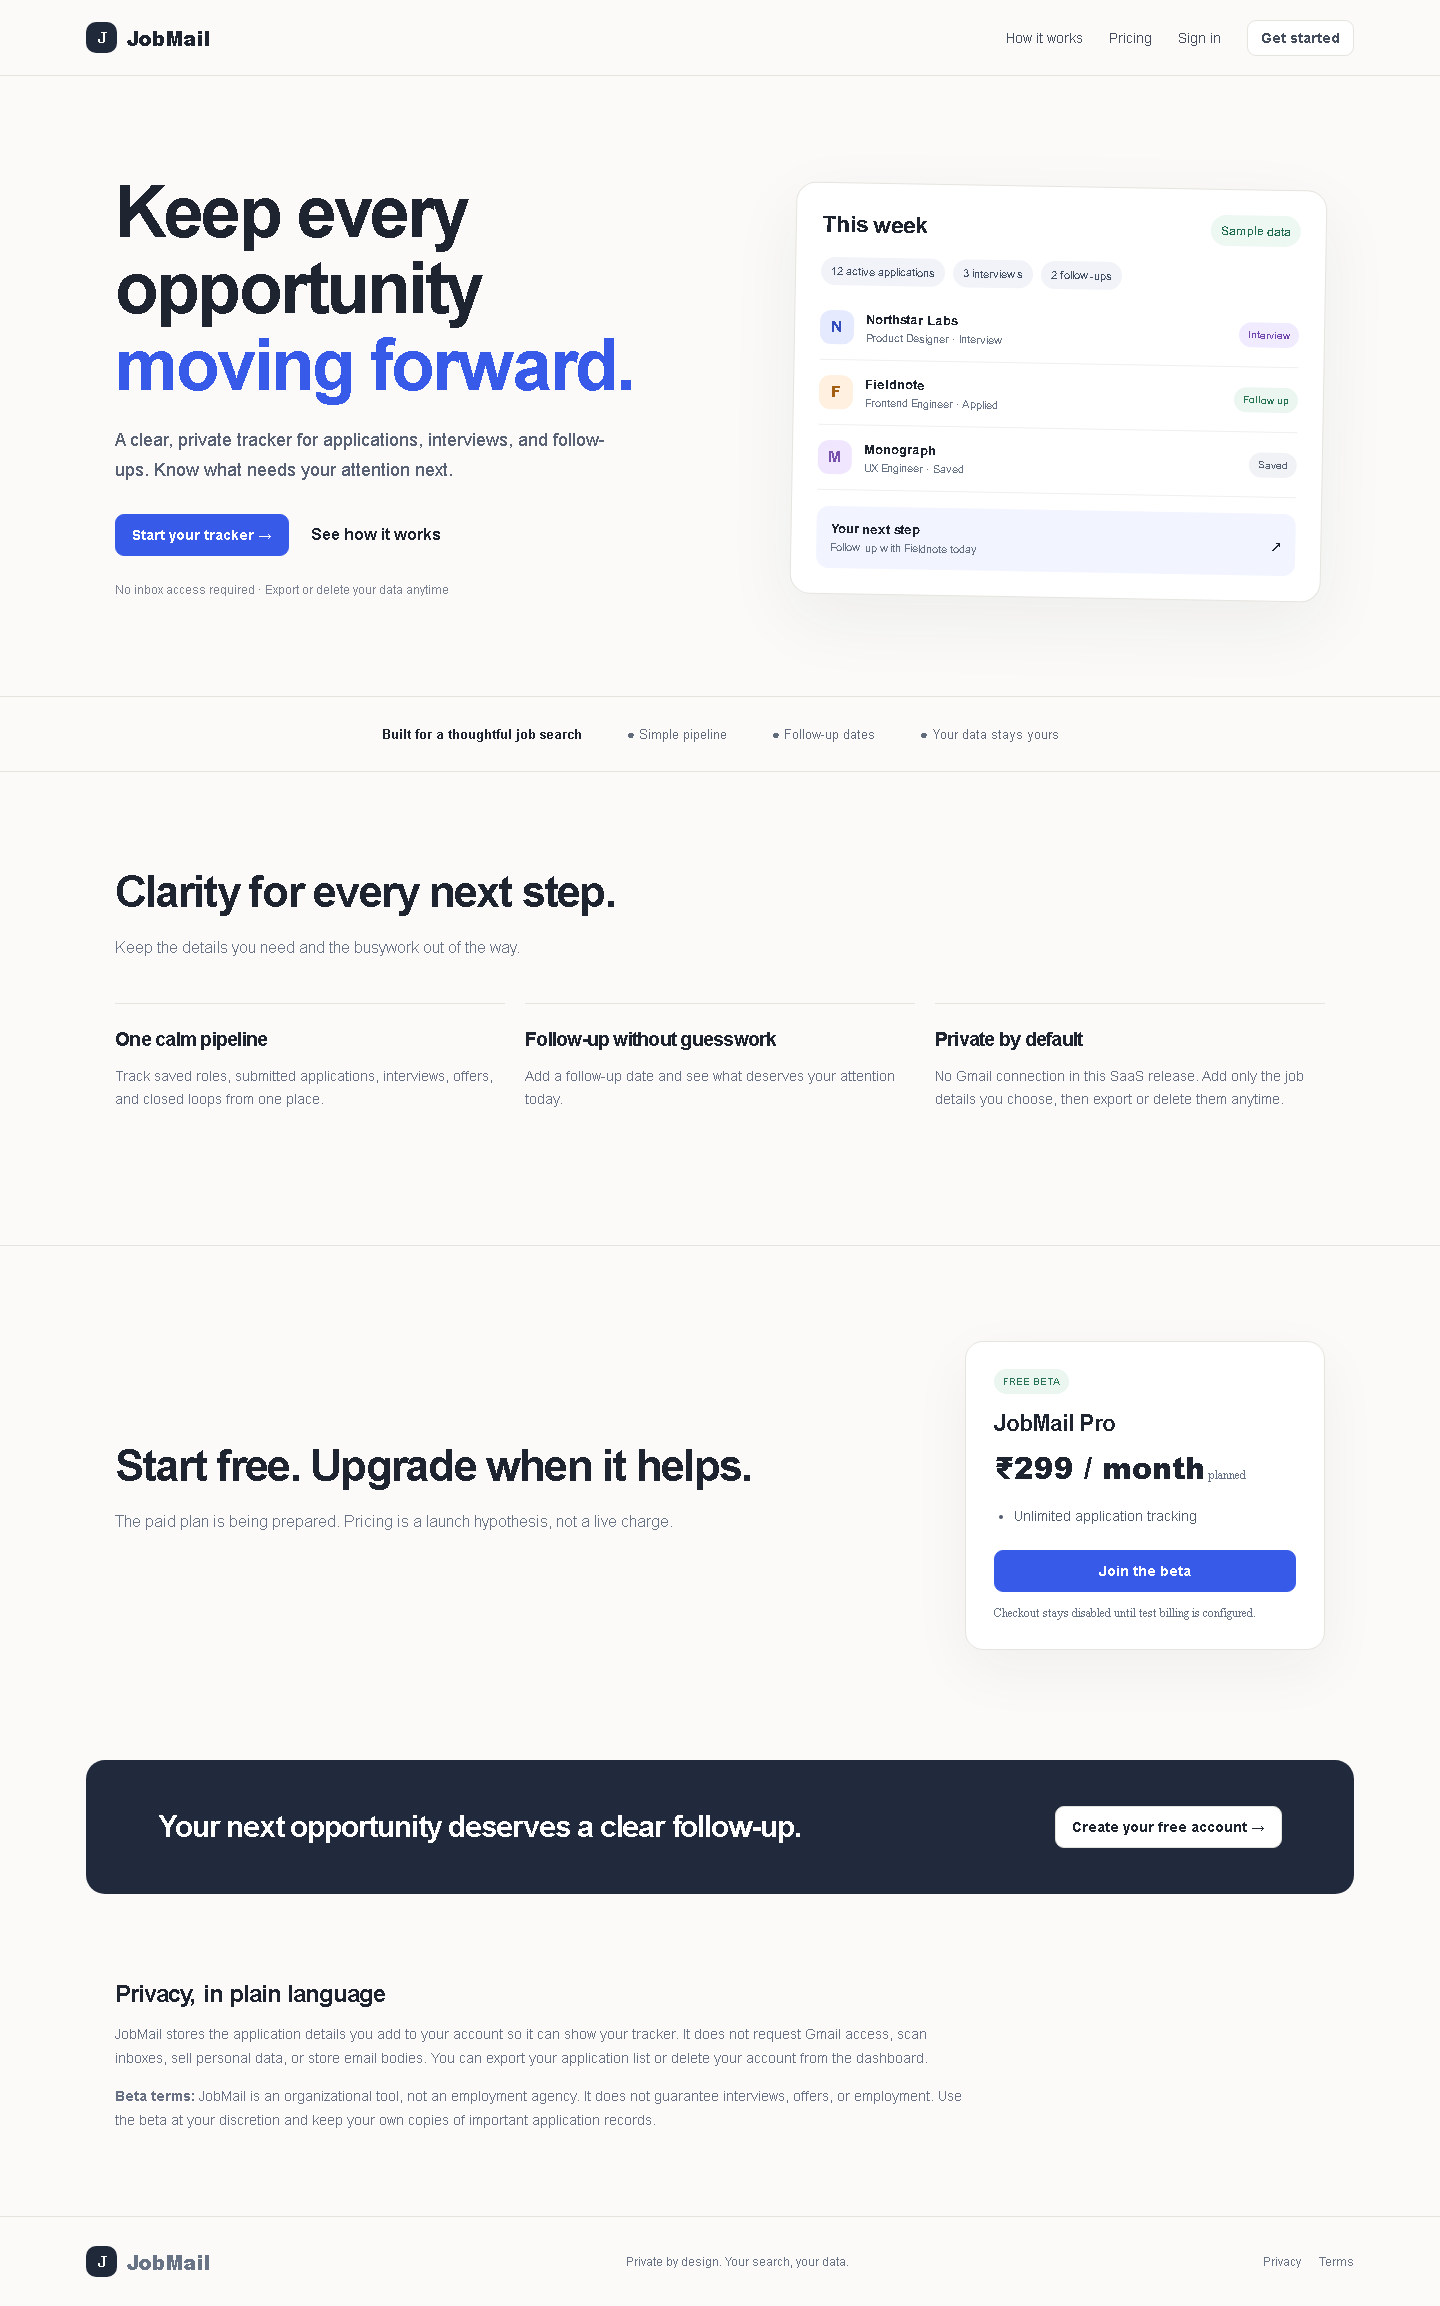 J JobMail
How it works Pricing Sign in Get started
Keep every
opportunity
moving forward.
A clear, private tracker for applications, interviews, and follow-
ups. Know what needs your attention next.
Start your tracker →
See how it works
No inbox access required · Export or delete your data anytime
This week
Sample data
12 active applications
3 interviews
2 follow-ups
N
Northstar Labs
Product Designer · Interview
Interview
F
Fieldnote
Frontend Engineer · Applied
Follow up
M
Monograph
UX Engineer · Saved
Saved
Your next step
Follow up with Fieldnote today
↗
Built for a thoughtful job search
● Simple pipeline
● Follow-up dates
● Your data stays yours
Clarity for every next step.
Keep the details you need and the busywork out of the way.
One calm pipeline
Track saved roles, submitted applications, interviews, offers,
and closed loops from one place.
Follow-up without guesswork
Add a follow-up date and see what deserves your attention
today.
Private by default
No Gmail connection in this SaaS release. Add only the job
details you choose, then export or delete them anytime.
Start free. Upgrade when it helps.
The paid plan is being prepared. Pricing is a launch hypothesis, not a live charge.
FREE BETA
JobMail Pro
₹299 / month planned
• Unlimited application tracking
Join the beta
Checkout stays disabled until test billing is configured.
Your next opportunity deserves a clear follow-up.
Create your free account →
Privacy, in plain language
JobMail stores the application details you add to your account so it can show your tracker. It does not request Gmail access, scan
inboxes, sell personal data, or store email bodies. You can export your application list or delete your account from the dashboard.
Beta terms: JobMail is an organizational tool, not an employment agency. It does not guarantee interviews, offers, or employment. Use
the beta at your discretion and keep your own copies of important application records.
J JobMail
Private by design. Your search, your data.
Privacy Terms